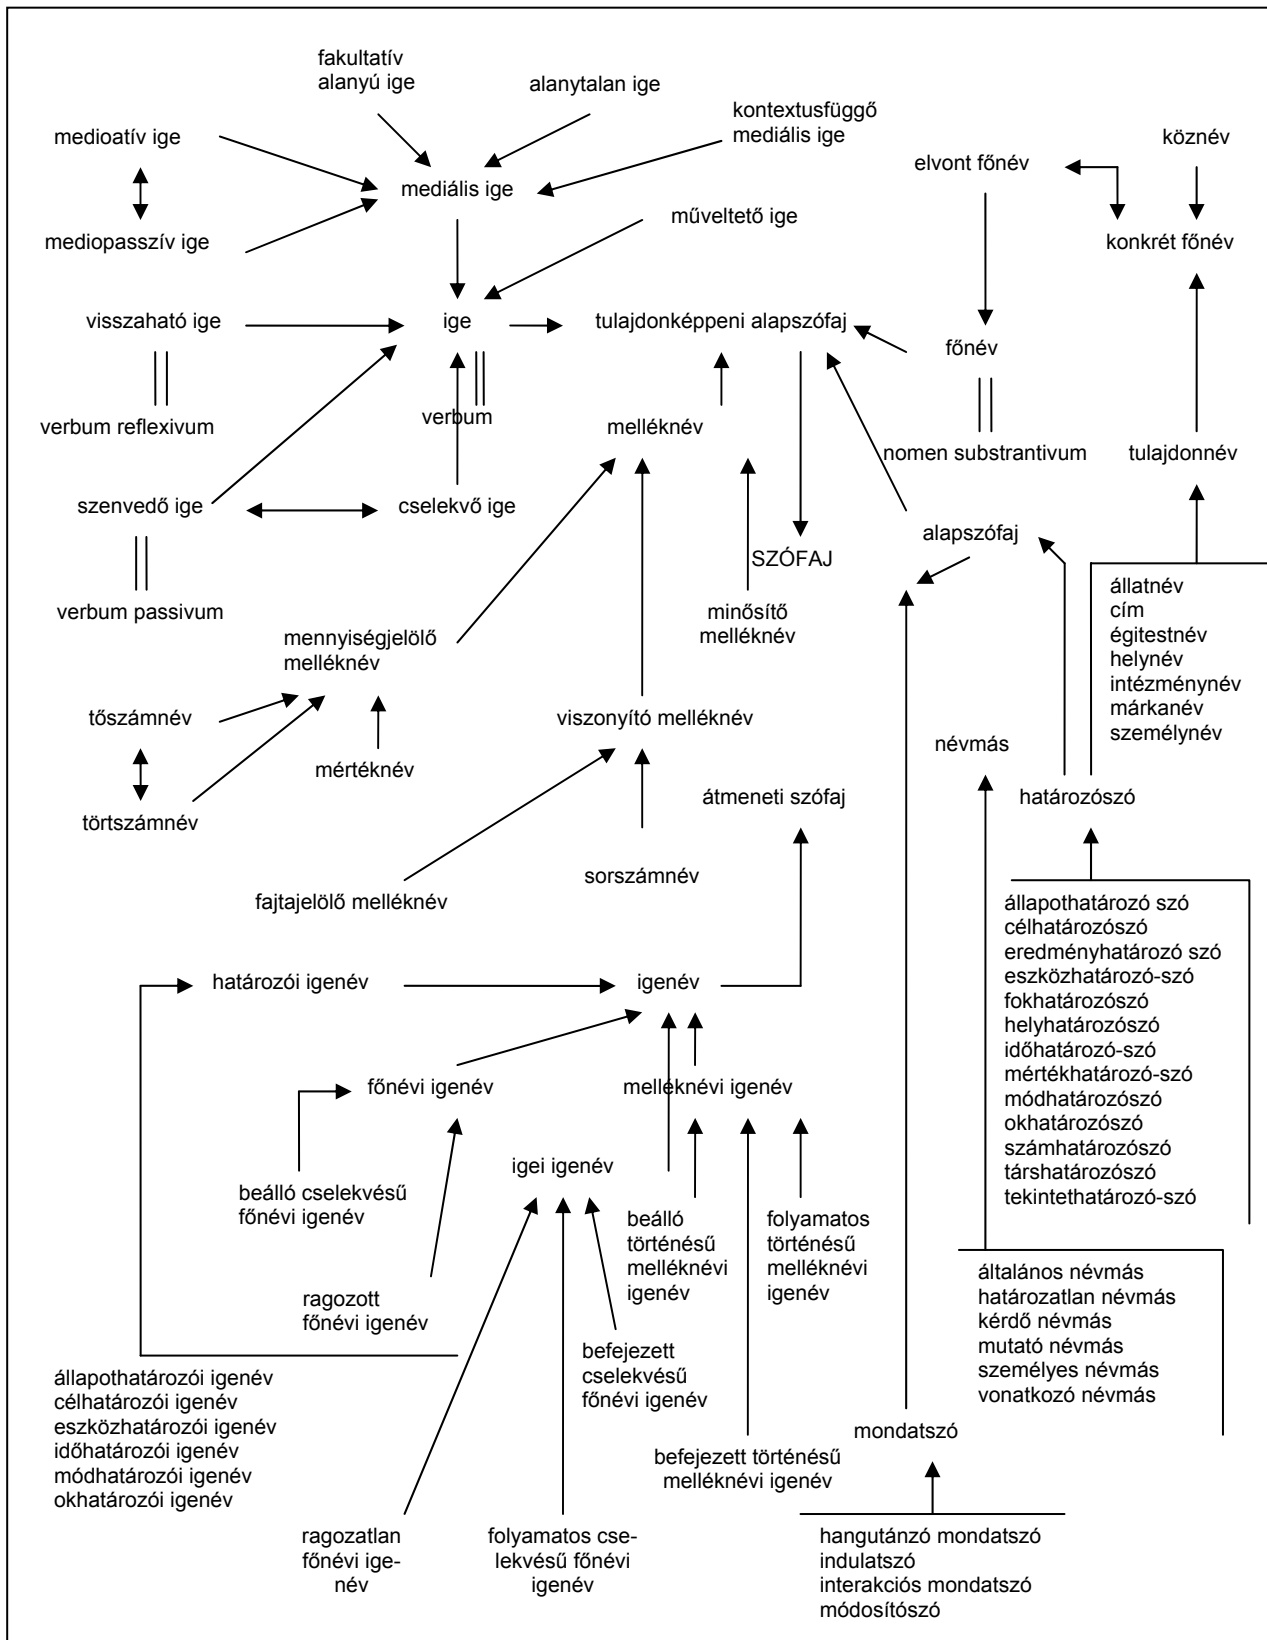 fakultatív
alanyú ige
alanytalan ige
kontextusfüggő
mediális ige
medioatív ige
köznév
elvont főnév
mediális ige
műveltető ige
mediopasszív ige
konkrét főnév
visszaható ige
ige
tulajdonképpeni alapszófaj
főnév
verbum reflexivum
verbum
melléknév
nomen substrantivum
tulajdonnév
szenvedő ige
cselekvő ige
alapszófaj
SZÓFAJ
verbum passivum
minősítő
melléknév
mennyiségjelölő
melléknév
állatnév
cím
égitestnév
helynév
intézménynév
márkanév
személynév
tőszámnév
viszonyító melléknév
névmás
mértéknév
átmeneti szófaj
határozószó
törtszámnév
sorszámnév
fajtajelölő melléknév
állapothatározó szó
célhatározószó
eredményhatározó szó
eszközhatározó-szó
fokhatározószó
helyhatározószó
időhatározó-szó
mértékhatározó-szó
módhatározószó
okhatározószó
számhatározószó
társhatározószó
tekintethatározó-szó
határozói igenév
igenév
főnévi igenév
melléknévi igenév
igei igenév
beálló cselekvésű
főnévi igenév
beálló
történésű
melléknévi
igenév
folyamatos
történésű
melléknévi
igenév
ragozott
főnévi igenév
általános névmás
határozatlan névmás
kérdő névmás
mutató névmás
személyes névmás
vonatkozó névmás
befejezett
cselekvésű
főnévi igenév
állapothatározói igenév
célhatározói igenév
eszközhatározói igenév
időhatározói igenév
módhatározói igenév
okhatározói igenév
mondatszó
befejezett történésű
melléknévi igenév
ragozatlan
főnévi ige-
név
folyamatos cse-
lekvésű főnévi
igenév
hangutánzó mondatszó
indulatszó
interakciós mondatszó
módosítószó